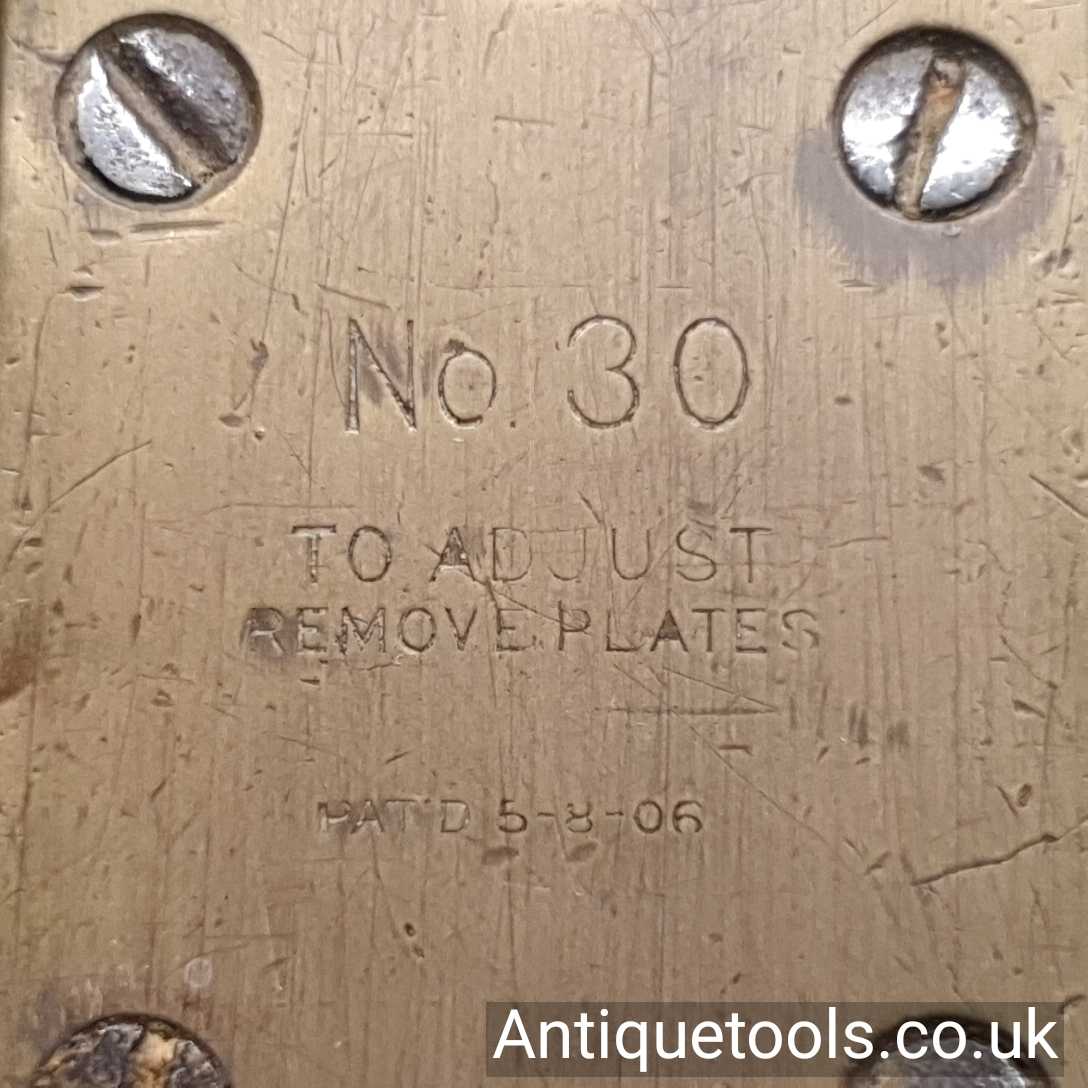 No. 30
TO ADJUST
REMOVE PLATES
PAT'D 5-8-06
Antiquetools.co.uk